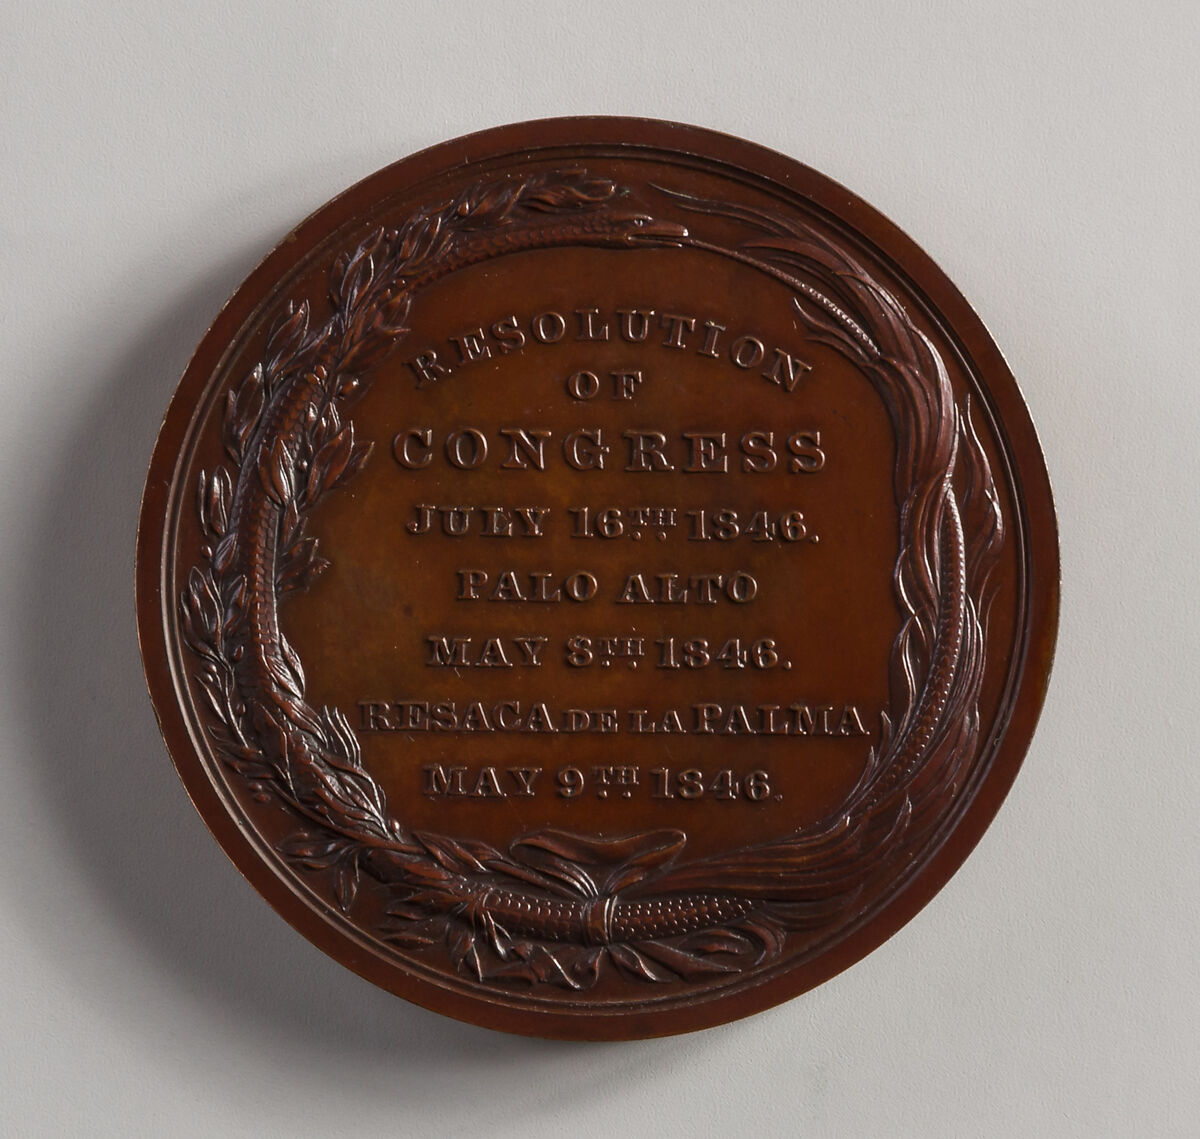 RESOLUTION
OF
CONGRESS
JULY 16TH 1846.
PALO ALTO
MAY 8TH 1846.
RESACA DE LA PALMA
MAY 9TH 1846.